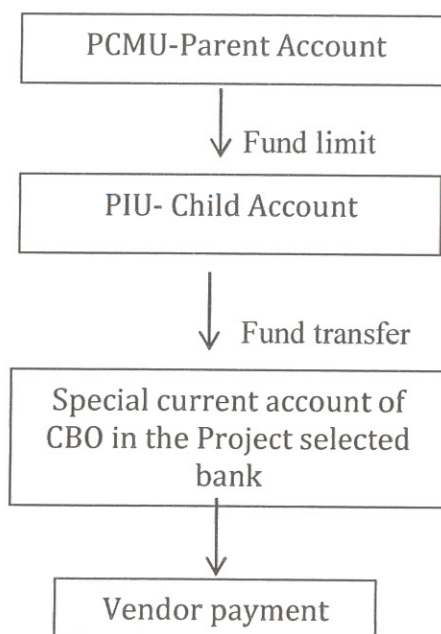 PCMU-Parent Account
Fund limit
PIU- Child Account
Fund transfer
Special current account of
CBO in the Project selected
bank
Vendor payment